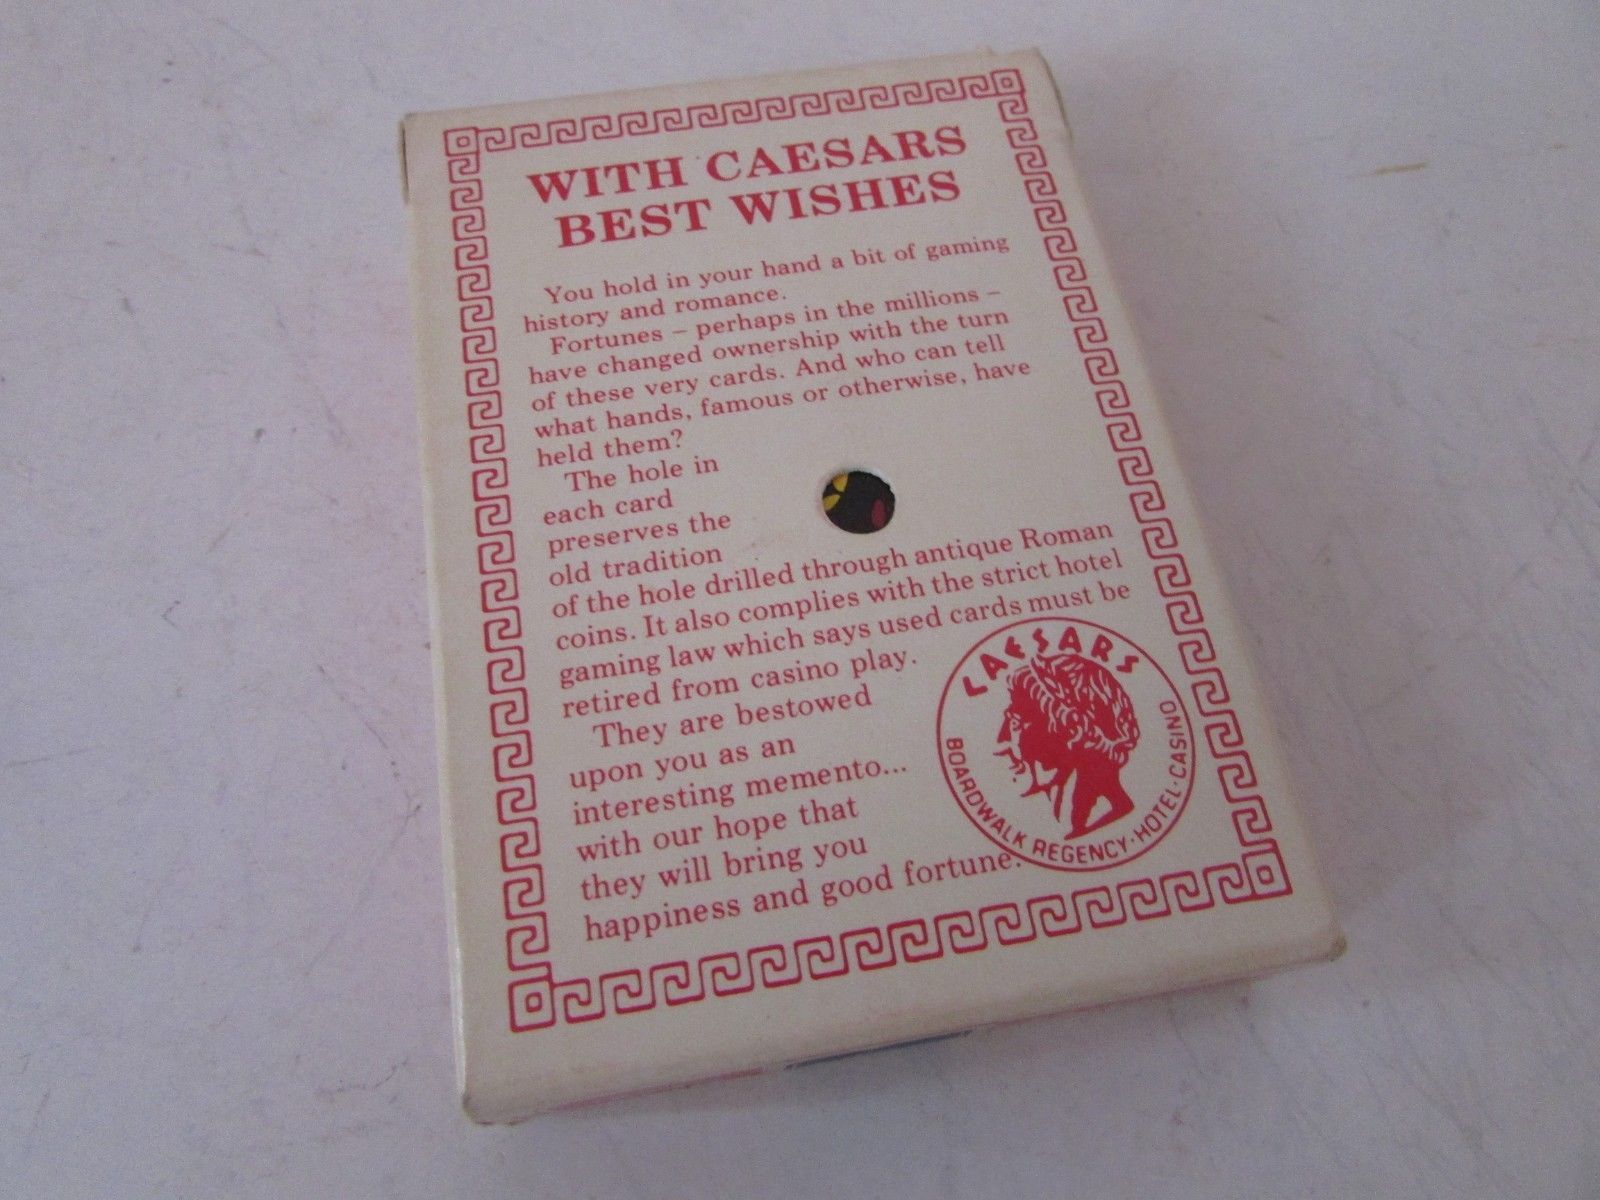 WITH CAESARS
BEST WISHES
You hold in your hand a bit of gaming
history and romance.
Fortunes – perhaps in the millions –
have changed ownership with the turn
of these very cards. And who can tell
what hands, famous or otherwise, have
held them?
The hole in
each card
preserves the
old tradition
of the hole drilled through antique Roman
coins. It also complies with the strict hotel
gaming law which says used cards must be
retired from casino play.
They are bestowed
upon you as an
interesting memento...
with our hope that
they will bring you
happiness and good fortune.
CAESARS
BOARDWALK REGENCY · HOTEL · CASINO